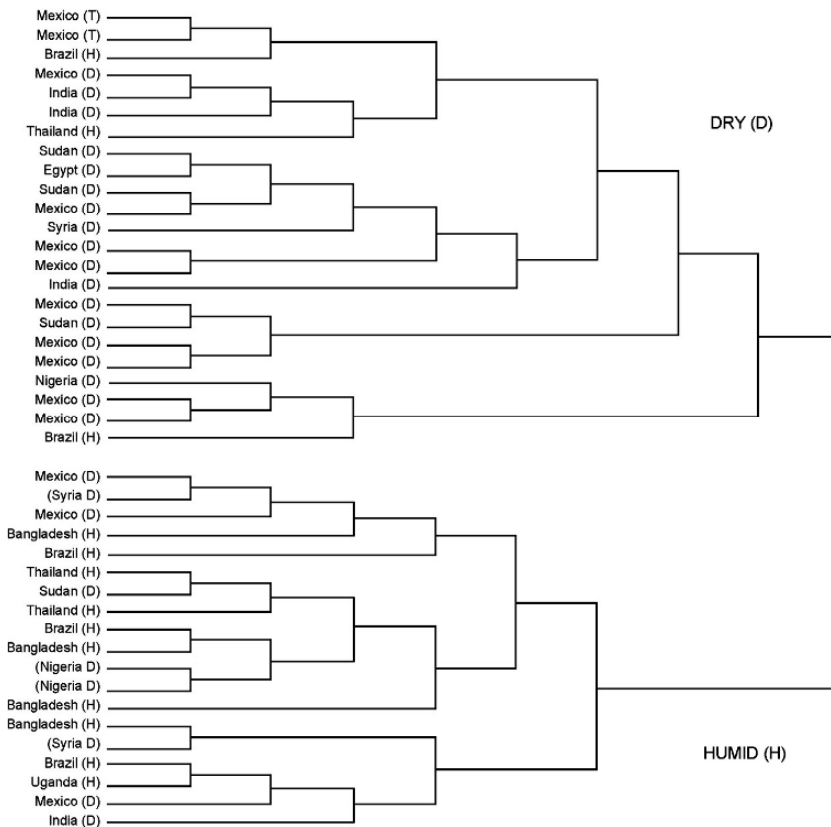 Mexico (T)
Mexico (T)
Brazil (H)
Mexico (D)
India (D)
India (D)
Thailand (H)
DRY (D)
Sudan (D)
Egypt (D)
Sudan (D)
Mexico (D)
Syria (D)
Mexico (D)
Mexico (D)
India (D)
Mexico (D)
Sudan (D)
Mexico (D)
Mexico (D)
Nigeria (D)
Mexico (D)
Mexico (D)
Brazil (H)
Mexico (D)
(Syria D)
Mexico (D)
Bangladesh (H)
Brazil (H)
Thailand (H)
Sudan (D)
Thailand (H)
Brazil (H)
Bangladesh (H)
(Nigeria D)
(Nigeria D)
Bangladesh (H)
Bangladesh (H)
(Syria D)
HUMID (H)
Brazil (H)
Uganda (H)
Mexico (D)
India (D)